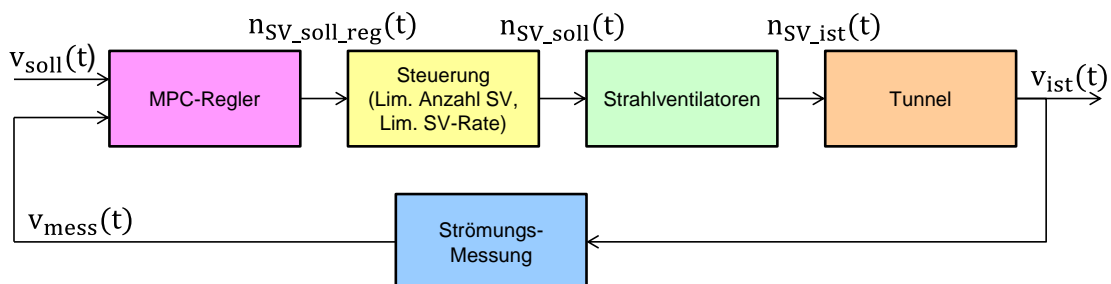 n_SV_soll_reg(t)
n_SV_soll(t)
n_SV_ist(t)
v_soll(t)
MPC-Regler
Steuerung
(Lim. Anzahl SV,
Lim. SV-Rate)
Strahlventilatoren
Tunnel
v_ist(t)
v_mess(t)
Strömungs-
Messung